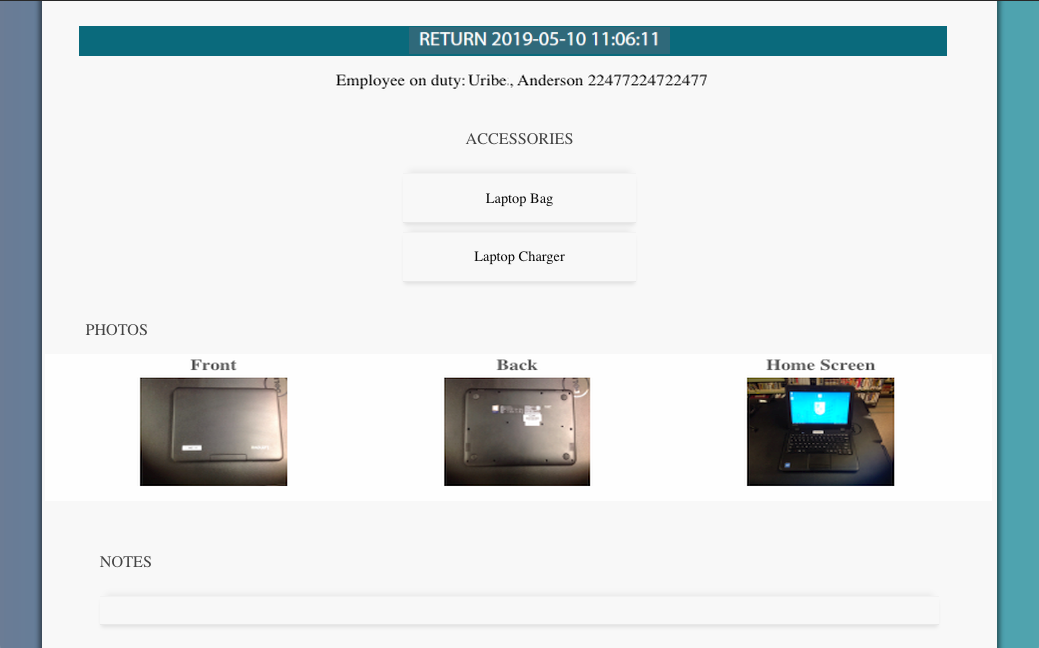 RETURN 2019-05-10 11:06:11
Employee on duty: Uribe., Anderson 22477224722477
ACCESSORIES
Laptop Bag
Laptop Charger
PHOTOS
Front Back Home Screen
NOTES